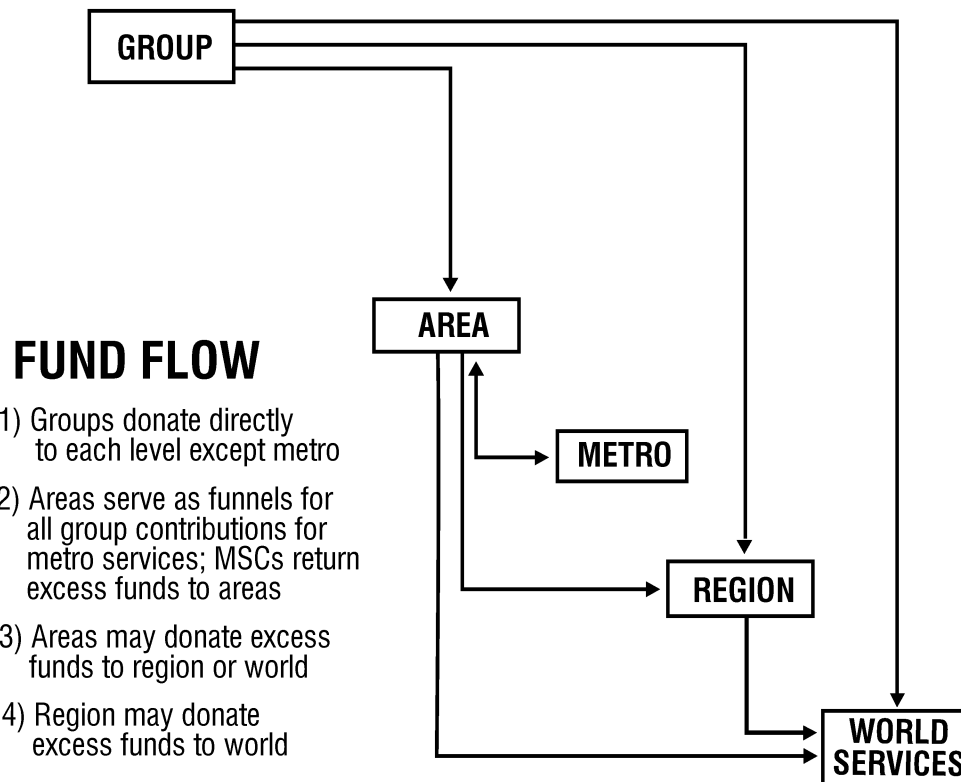 GROUP
AREA
FUND FLOW
1) Groups donate directly
to each level except metro
METRO
2) Areas serve as funnels for
all group contributions for
metro services; MSCs return
excess funds to areas
REGION
3) Areas may donate excess
funds to region or world
4) Region may donate
excess funds to world
WORLD
SERVICES